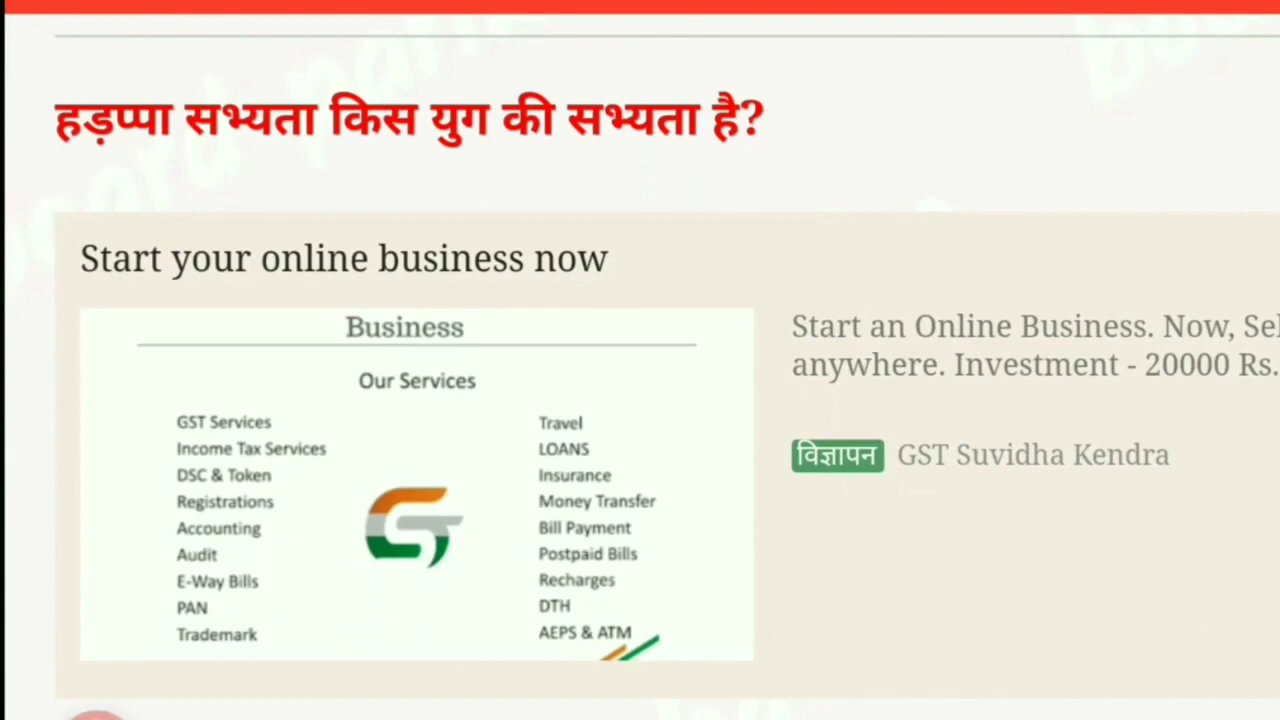 हड़प्पा सभ्यता किस युग की सभ्यता है?
Start your online business now
Business
Our Services
GST Services
Income Tax Services
DSC & Token
Registrations
Accounting
Audit
E-Way Bills
PAN
Trademark
Travel
LOANS
Insurance
Money Transfer
Bill Payment
Postpaid Bills
Recharges
DTH
AEPS & ATM
Start an Online Business. Now,
anywhere. Investment - 20000 Rs.
विज्ञापन GST Suvidha Kendra